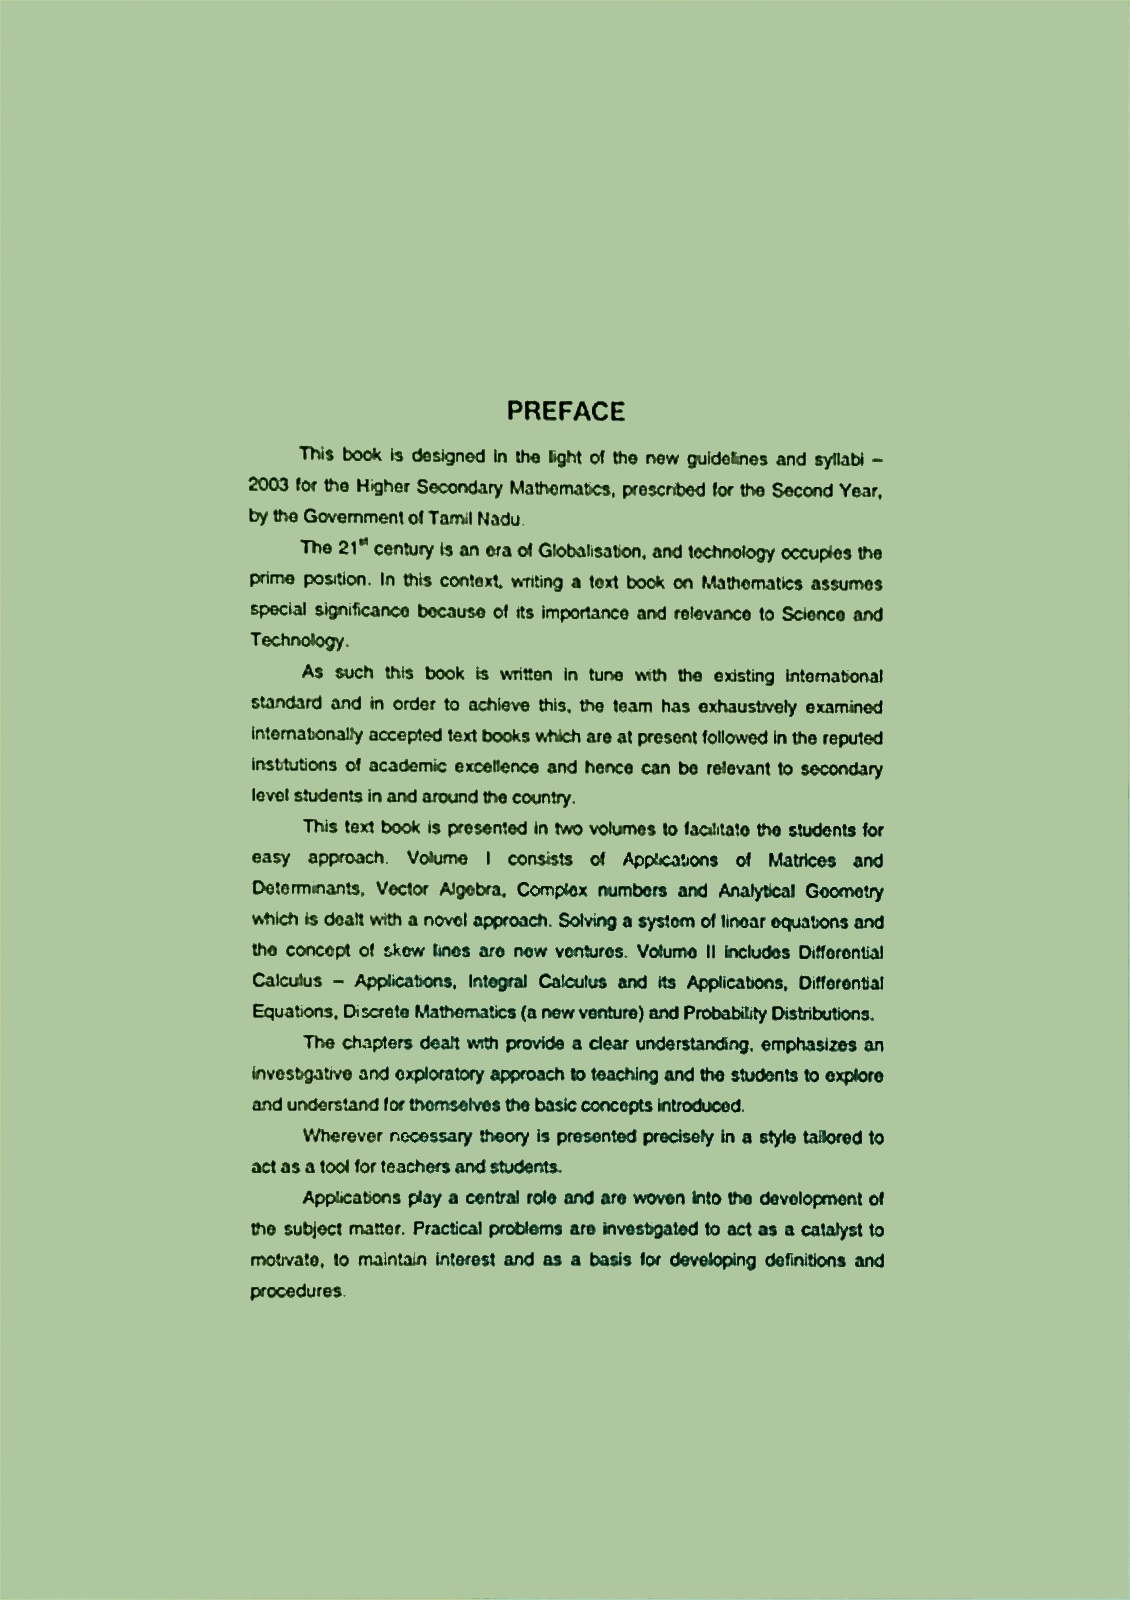 PREFACE
This book is designed in the light of the new guidelines and syllabi –
2003 for the Higher Secondary Mathematics, prescribed for the Second Year,
by the Government of Tamil Nadu.
The 21st century is an era of Globalisation, and technology occupies the
prime position. In this context, writing a text book on Mathematics assumes
special significance because of its importance and relevance to Science and
Technology.
As such this book is written in tune with the existing international
standard and in order to achieve this, the team has exhaustively examined
internationally accepted text books which are at present followed in the reputed
institutions of academic excellence and hence can be relevant to secondary
level students in and around the country.
This text book is presented in two volumes to facilitate the students for
easy approach. Volume I consists of Applications of Matrices and
Determinants, Vector Algebra, Complex numbers and Analytical Geometry
which is dealt with a novel approach. Solving a system of linear equations and
the concept of skew lines are new ventures. Volume II includes Differential
Calculus – Applications, Integral Calculus and its Applications, Differential
Equations, Discrete Mathematics (a new venture) and Probability Distributions.
The chapters dealt with provide a clear understanding, emphasizes an
investigative and exploratory approach to teaching and the students to explore
and understand for themselves the basic concepts introduced.
Wherever necessary theory is presented precisely in a style tailored to
act as a tool for teachers and students.
Applications play a central role and are woven into the development of
the subject matter. Practical problems are investigated to act as a catalyst to
motivate, to maintain interest and as a basis for developing definitions and
procedures.